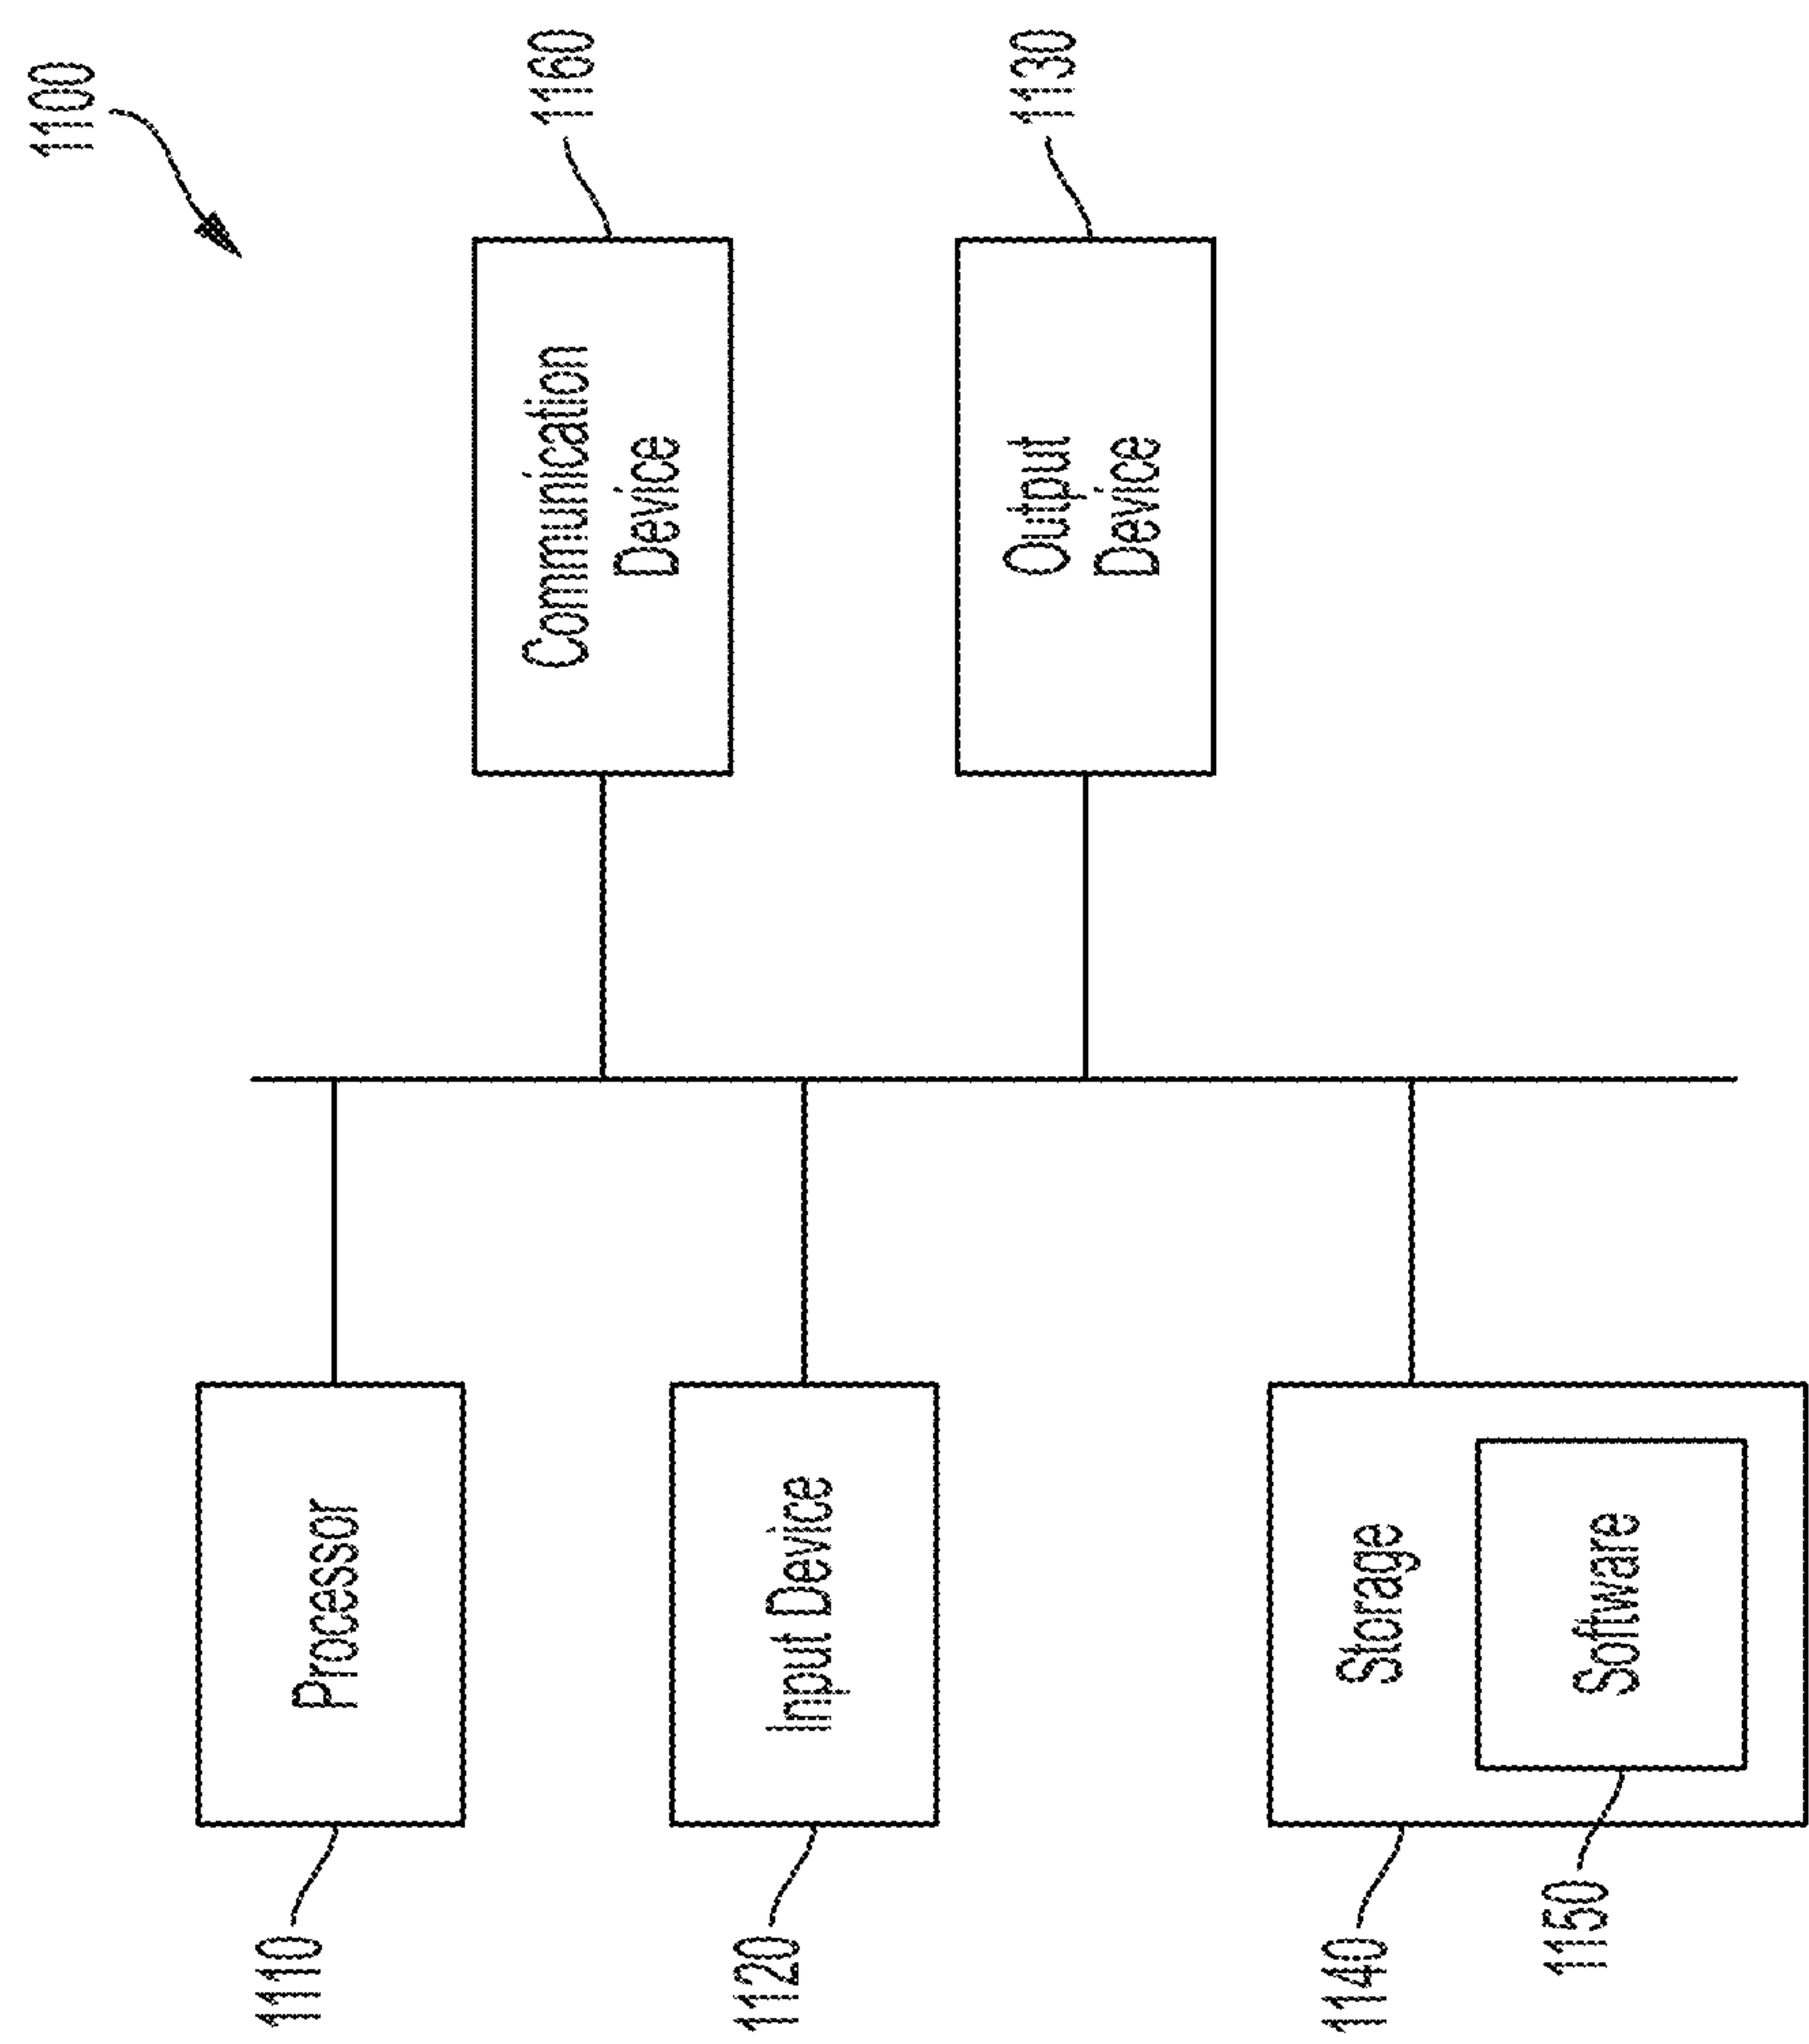 1100
1110
Processor
Communication
Device
1160
1120
Input Device
Output
Device
1130
1140
Storage
1150
Software